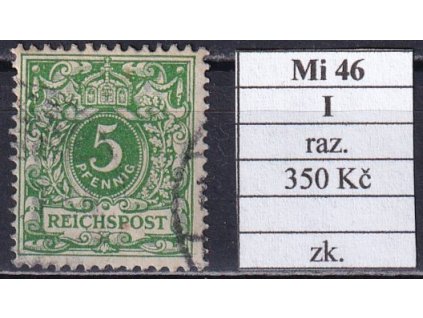 5
PFENNIG
REICHSPOST
Mi 46
I
raz.
350 Kč
zk.